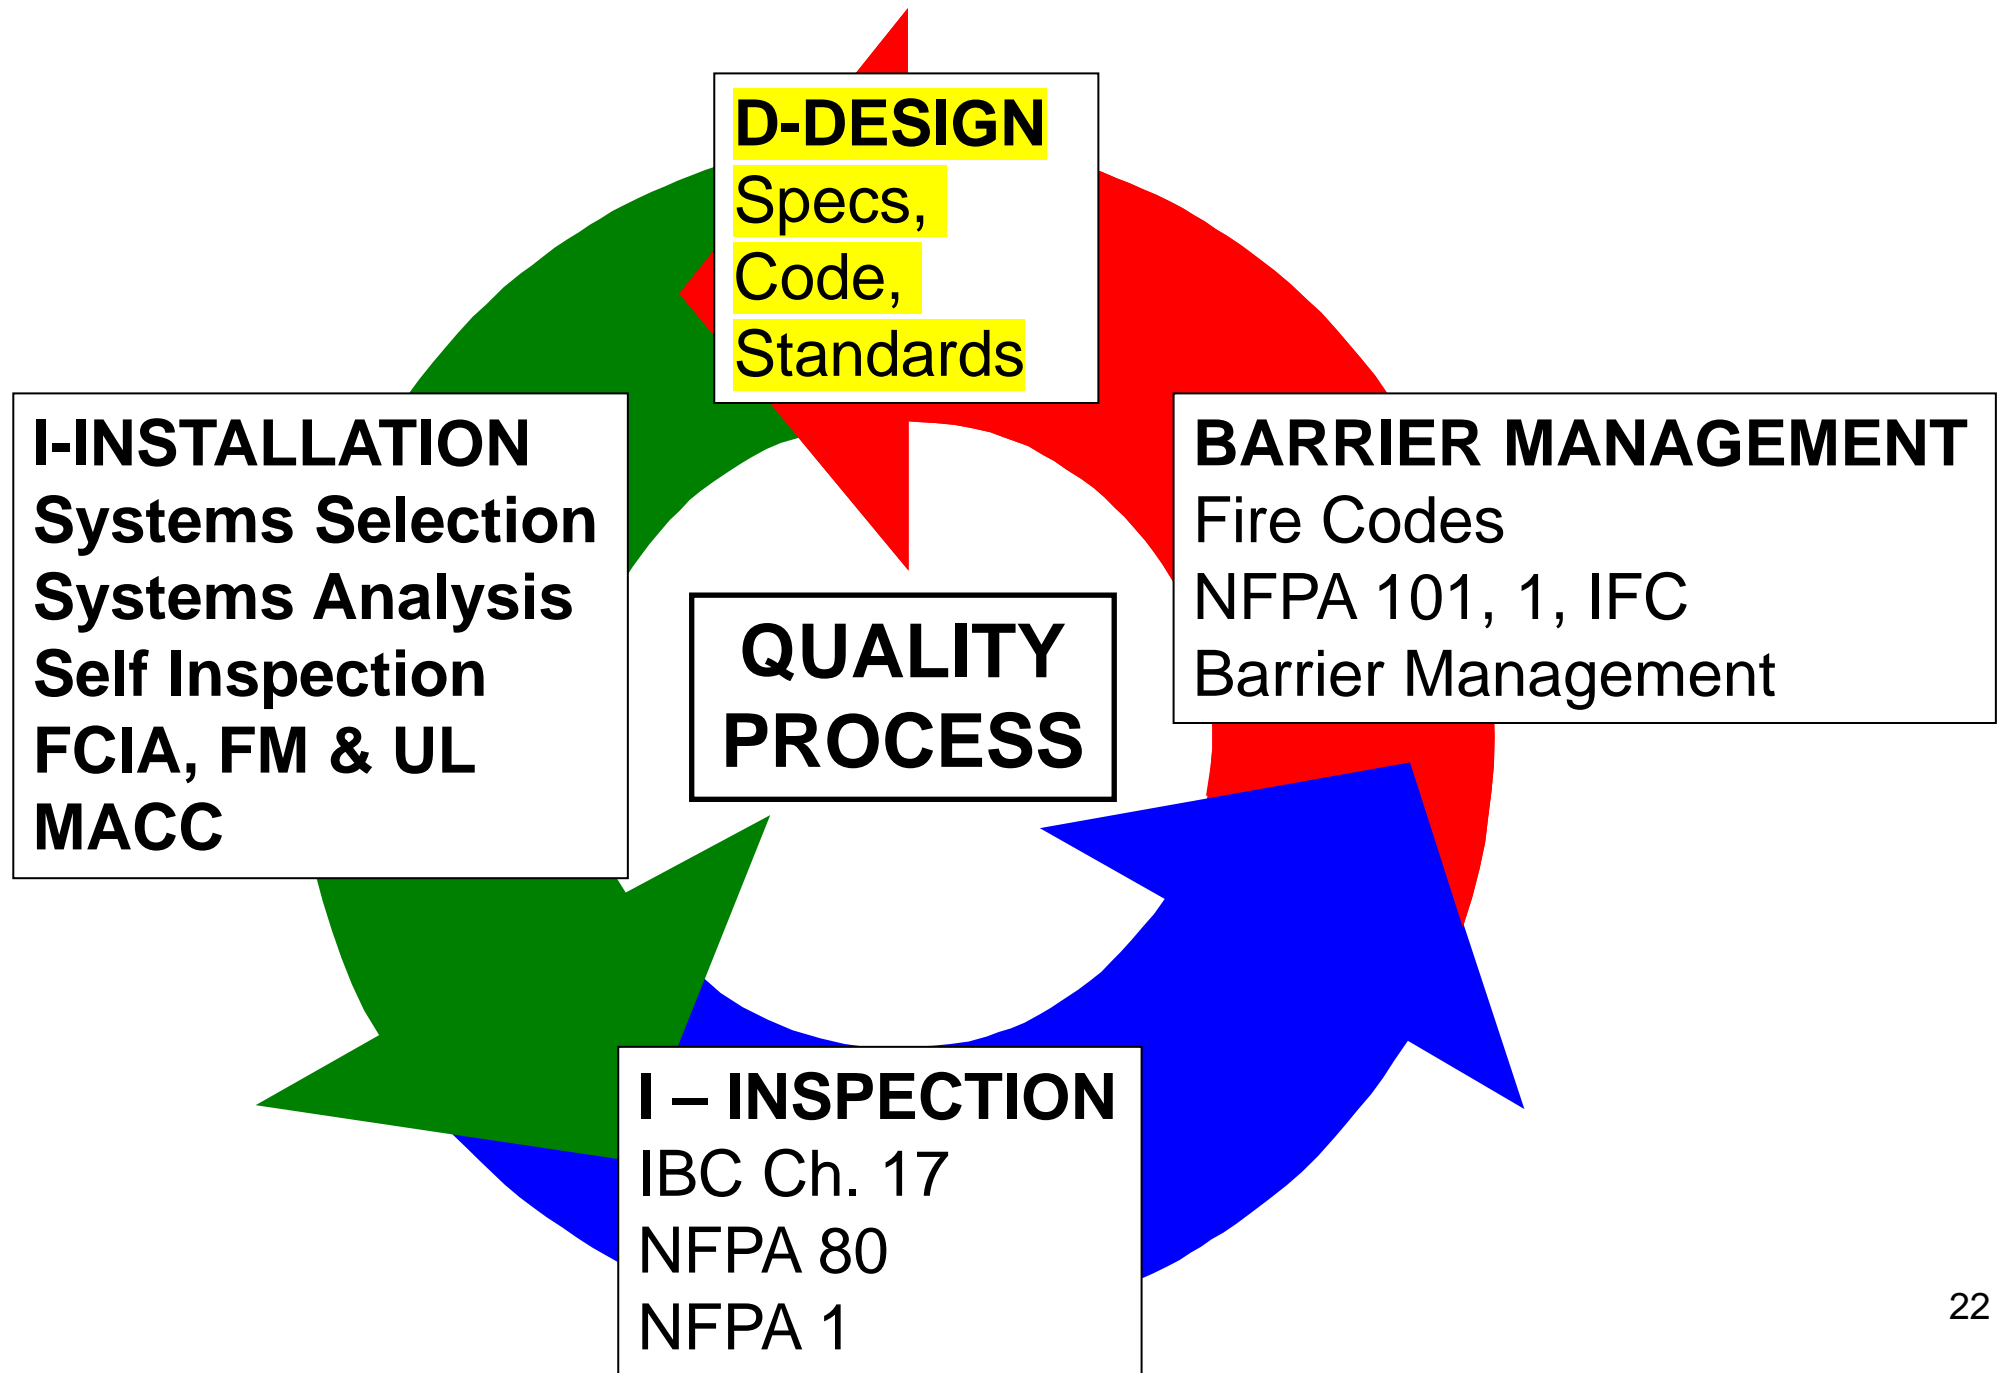 D-DESIGN
Specs,
Code,
Standards
I-INSTALLATION
Systems Selection
Systems Analysis
Self Inspection
FCIA, FM & UL
MACC
BARRIER MANAGEMENT
Fire Codes
NFPA 101, 1, IFC
Barrier Management
QUALITY
PROCESS
I – INSPECTION
IBC Ch. 17
NFPA 80
NFPA 1
22